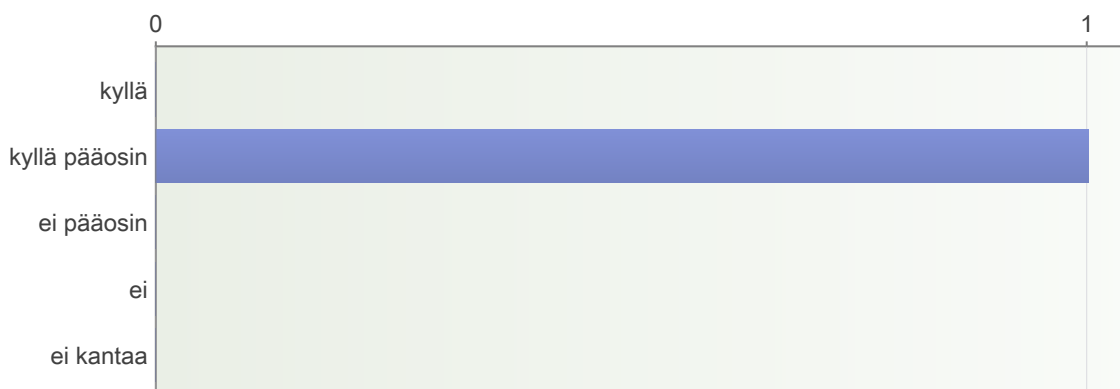 0 1
kyllä
kyllä pääosin
ei pääosin
ei
ei kantaa